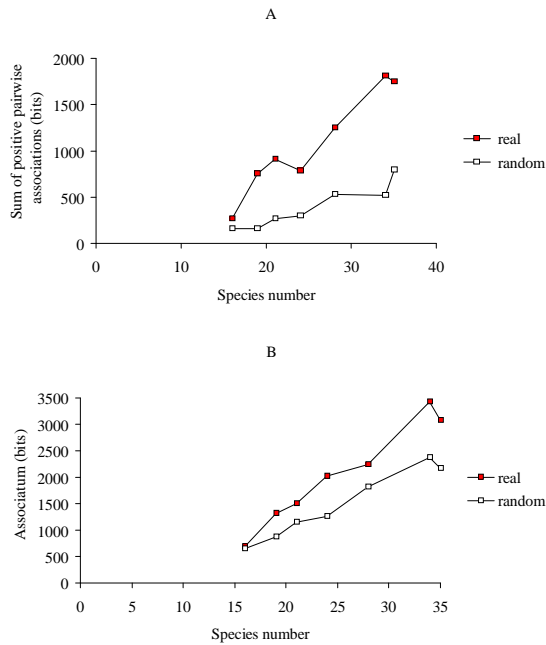 A
Sum of positive pairwise
associations (bits)
2000
1500
1000
500
0
0 10 20 30 40
Species number
real
random
B
Associatum (bits)
3500
3000
2500
2000
1500
1000
500
0
0 5 10 15 20 25 30 35
Species number
real
random